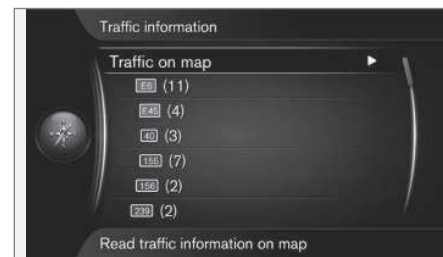 Traffic information
Traffic on map
E6 (11)
E45 (4)
40 (3)
155 (7)
156 (2)
239 (2)
Read traffic information on map